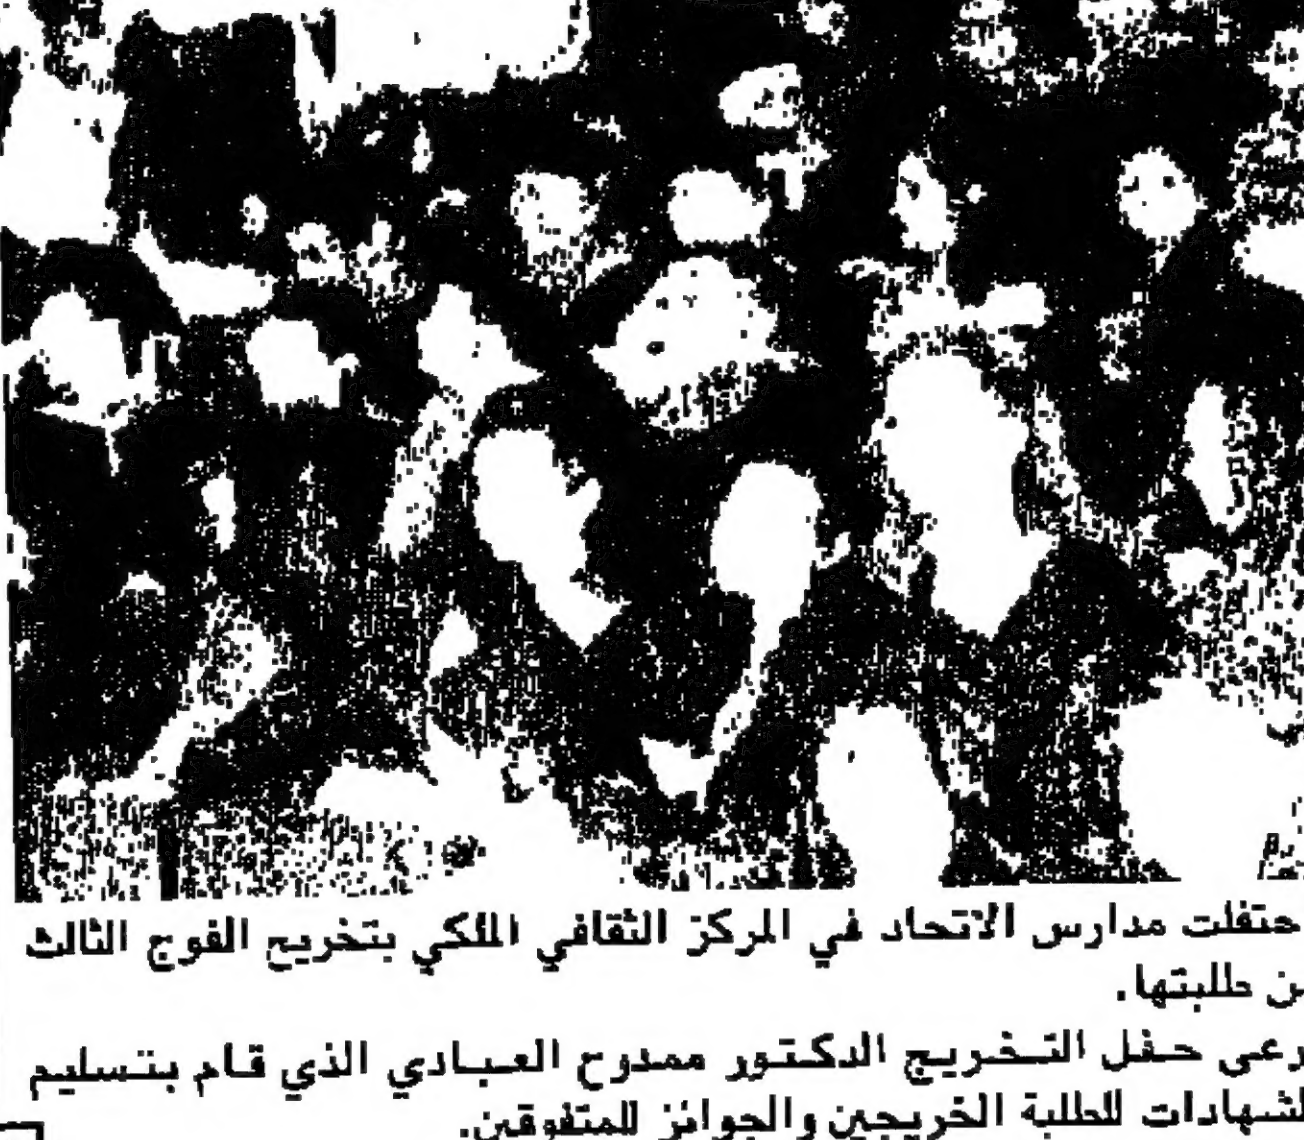 حتفلت مدارس الاتحاد في المركز الثقافي الملكي بتخريج الفوج الثالث
ن طلبتها.
رعى حفل التخريج الدكتور ممدوح العبادي الذي قام بتسليم
لشهادات للطلبة الخريجين والجوائز للمتفوقين.